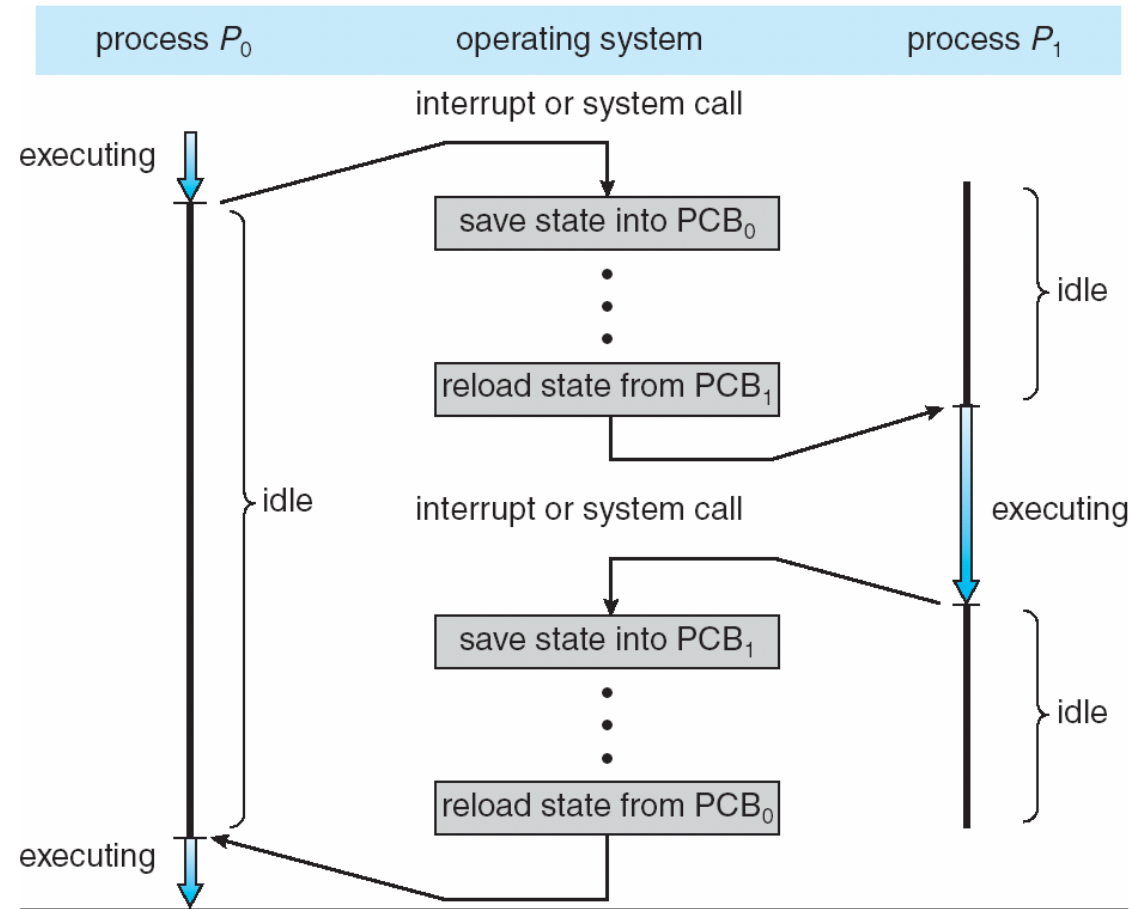 process P₀ operating system process P₁
interrupt or system call
executing
save state into PCB₀
idle
reload state from PCB₁
idle
interrupt or system call
executing
save state into PCB₁
idle
reload state from PCB₀
executing